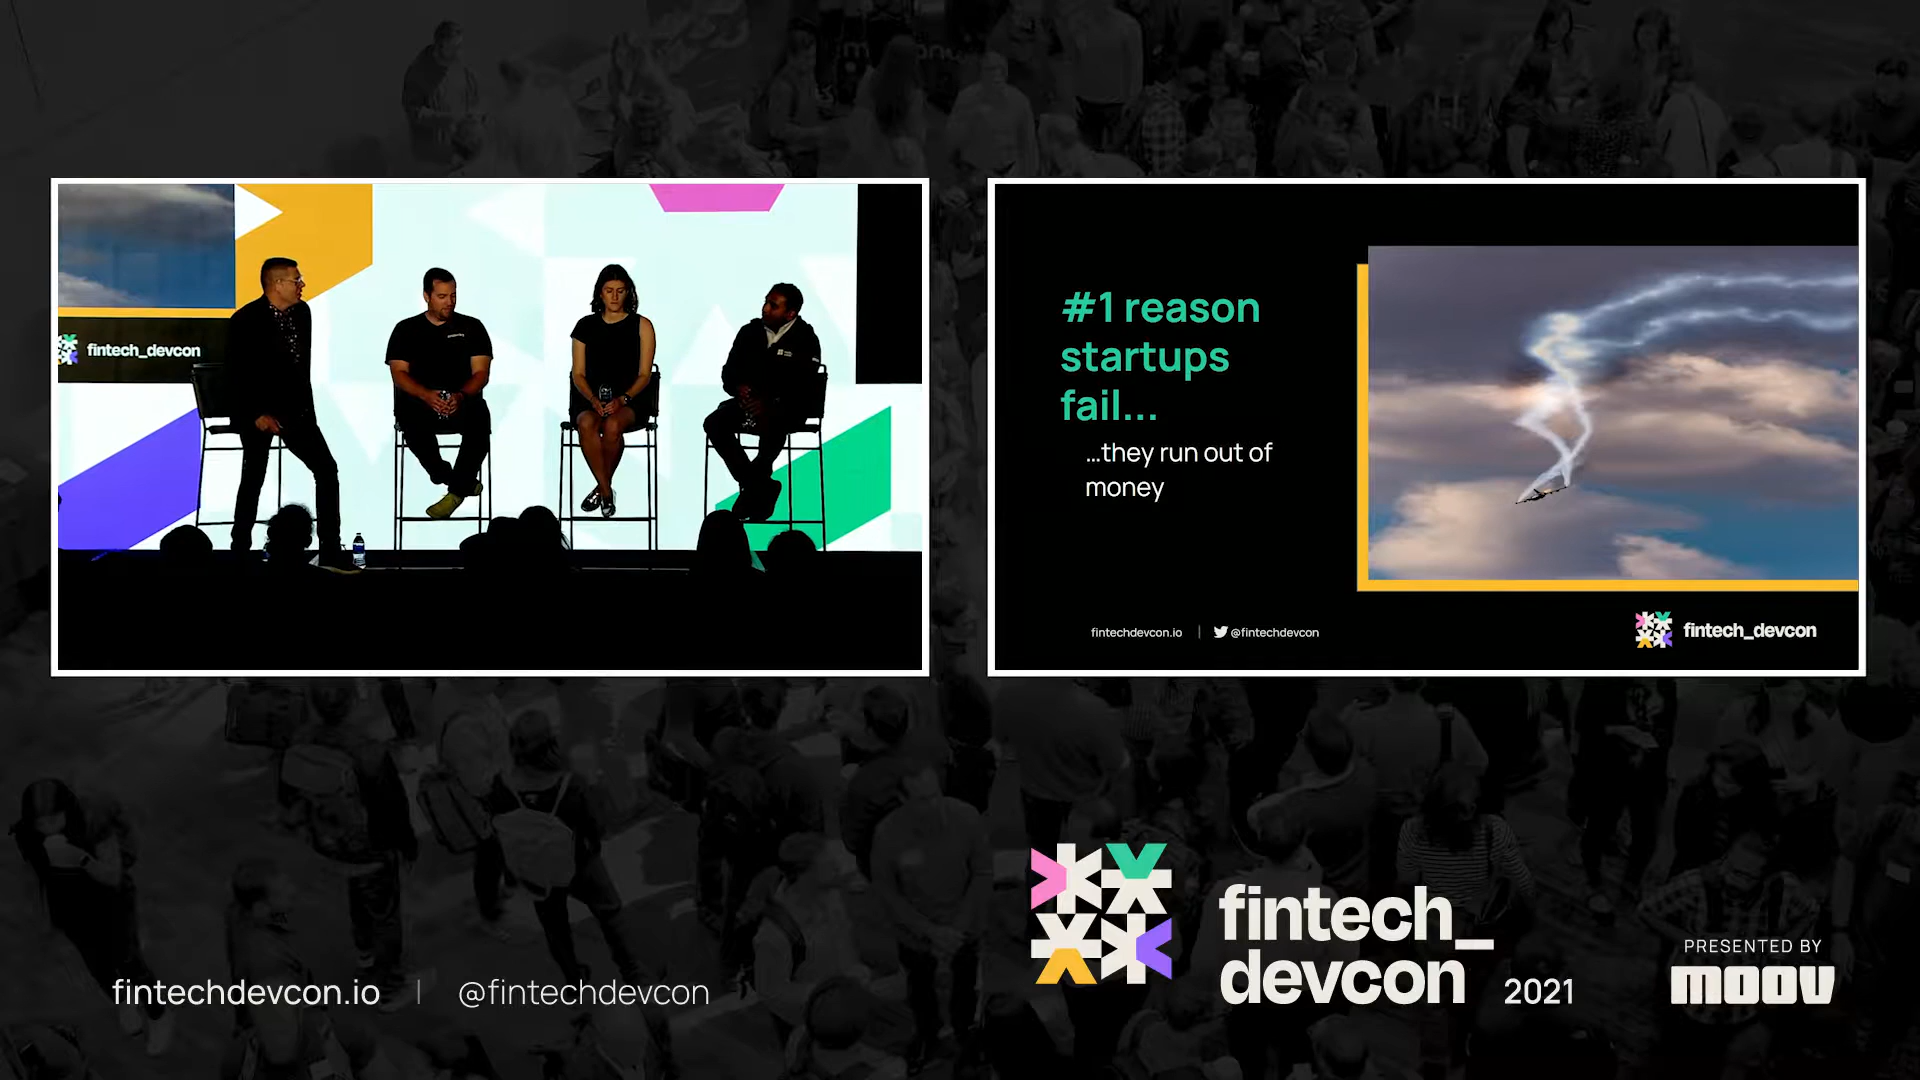 fintech_devcon
#1 reason
startups
fail...
...they run out of
money
fintechdevcon.io | @fintechdevcon
fintech_devcon
fintechdevcon.io | @fintechdevcon
fintech_
devcon 2021
PRESENTED BY
moov